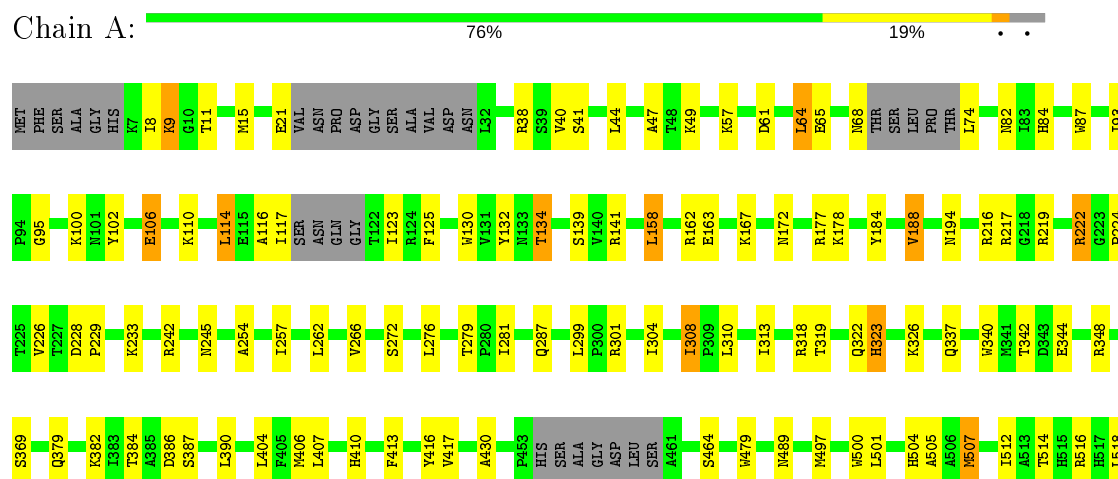 Chain A:
76% 19% • •
MET PHE SER ALA GLY HIS K7 I8 K9 G10 T11 M15 E21 VAL ASN PRO ASP GLY SER ALA VAL ASP ASN L32 R38 S39 V40 S41 L44 A47 T48 K49 K57 D61 L64 E65 N68 THR SER LEU PRO THR L74 N82 I83 H84 W87
P94 G95 K100 N101 Y102 E106 K110 L114 E115 A116 I117 SER ASN GLN GLY T122 I123 R124 F125 W130 V131 Y132 N133 T134 S139 V140 R141 L158 R162 E163 K167 N172 R177 K178 Y184 V188 N194 R216 R217 G218 R219 R222 G223
T225 V226 T227 D228 P229 K233 R242 N245 A254 I257 L262 V266 S272 L276 T279 P280 I281 Q287 L299 P300 R301 I304 I308 P309 L310 I313 R318 T319 Q322 H323 K326 Q337 W340 M341 T342 D343 E344 R348
S369 Q379 K382 I383 T384 A385 D386 S387 L390 L404 F405 M406 L407 H410 F413 Y416 V417 A430 P453 HIS SER ALA GLY ASP LEU SER A461 S464 W479 N489 M497 W500 L501 H504 A505 A506 M507 I512 A513 T514 H515 R516 H517